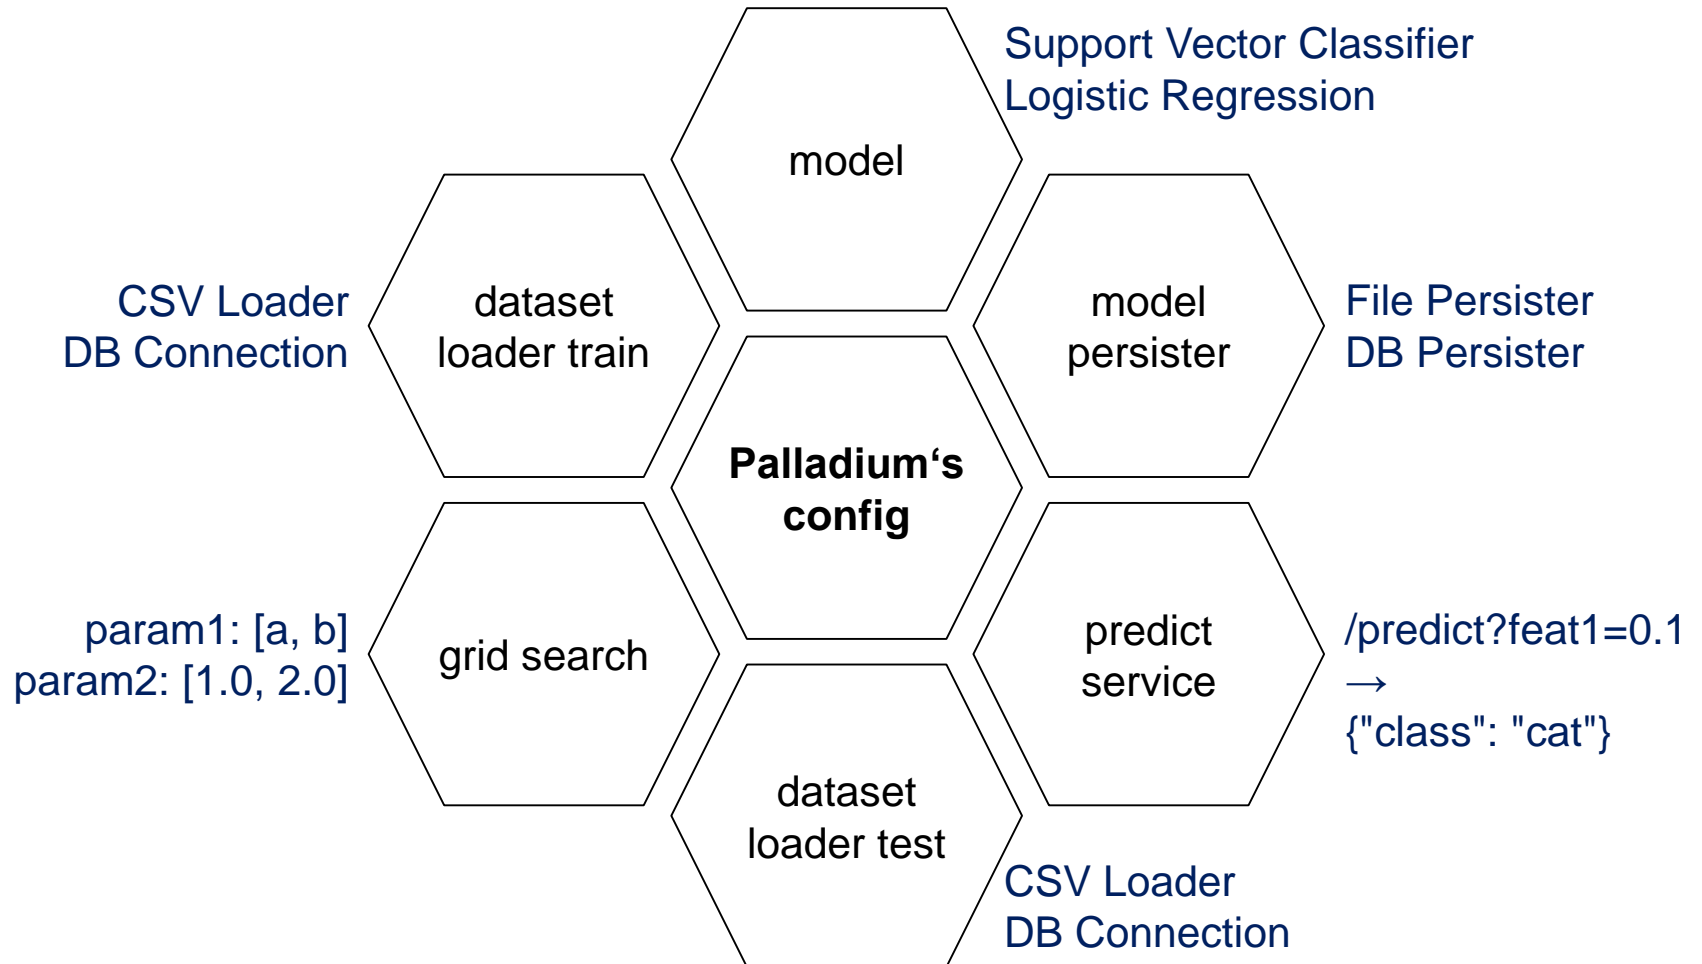 Support Vector Classifier
Logistic Regression
model
CSV Loader
DB Connection
dataset
loader train
model
persister
File Persister
DB Persister
Palladium‘s
config
param1: [a, b]
param2: [1.0, 2.0]
grid search
predict
service
/predict?feat1=0.1
→
{"class": "cat"}
dataset
loader test
CSV Loader
DB Connection